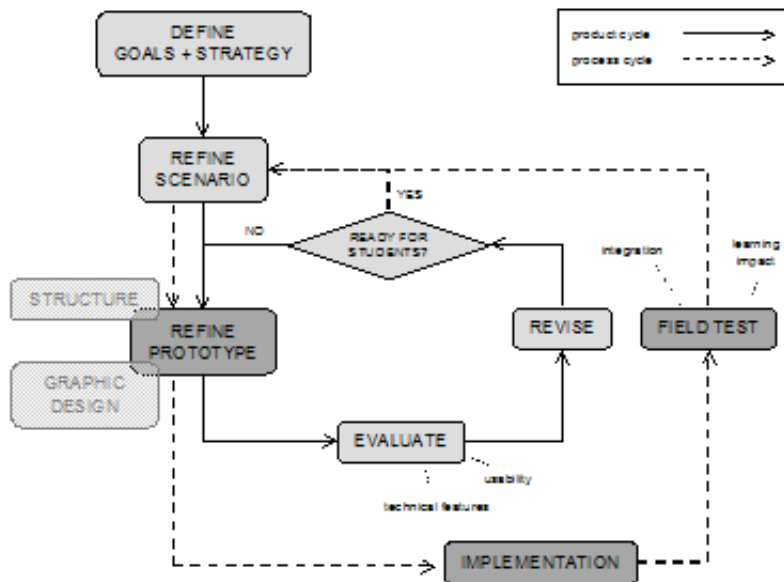 DEFINE
GOALS + STRATEGY
product cycle
process cycle
REFINE
SCENARIO
YES
NO
READY FOR
STUDENTS?
learning
impact
integration
STRUCTURE
REFINE
PROTOTYPE
REVISE
FIELD TEST
GRAPHIC
DESIGN
EVALUATE
usability
technical features
IMPLEMENTATION